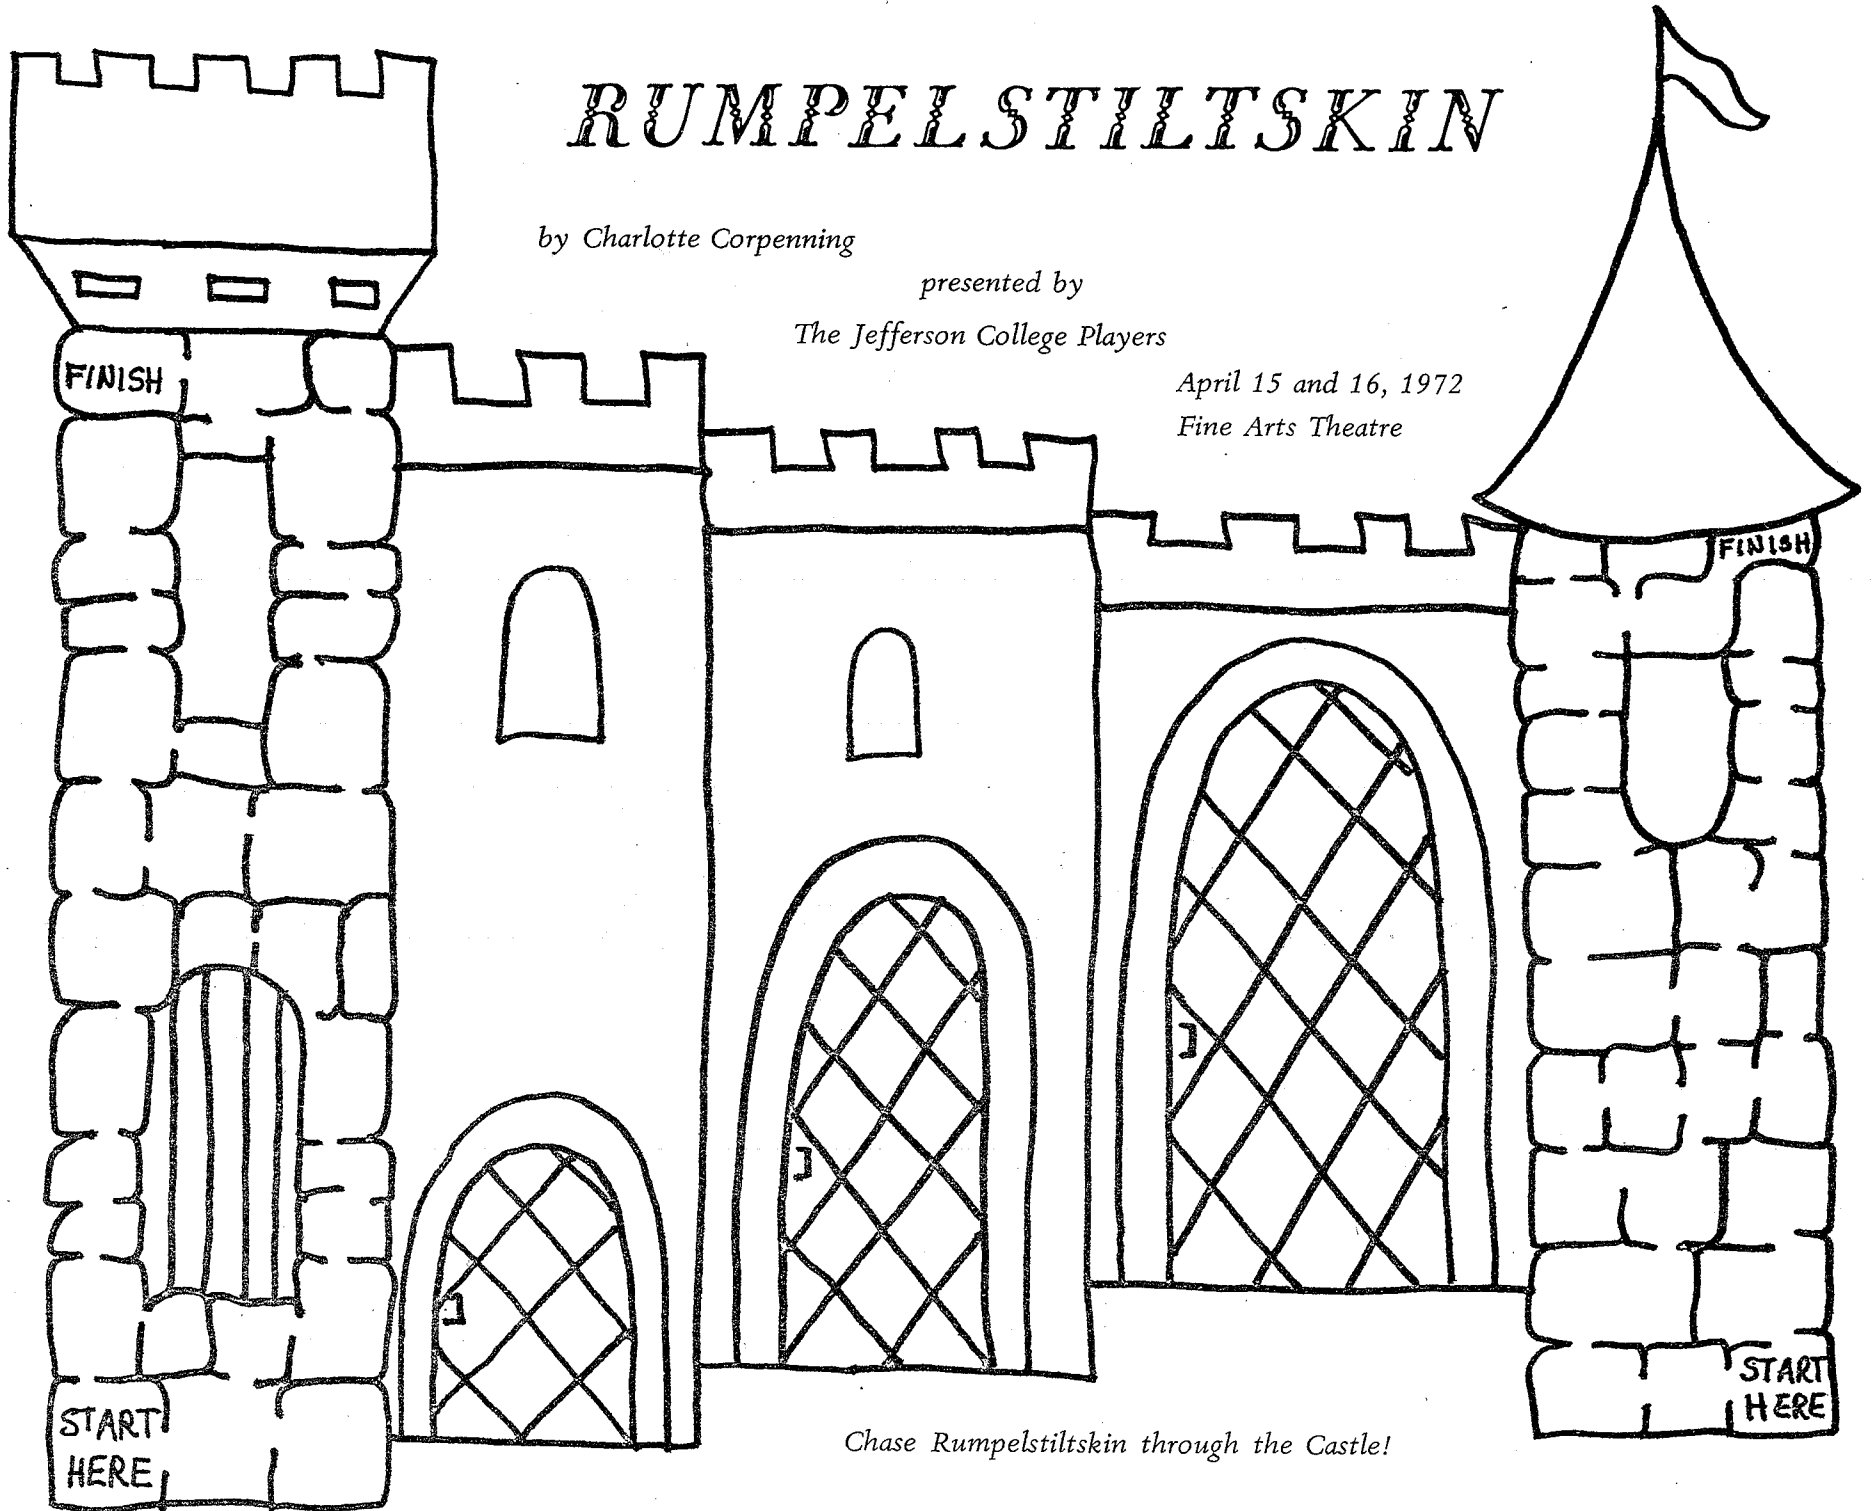 RUMPELSTILTSKIN
by Charlotte Corpenning
presented by
The Jefferson College Players
April 15 and 16, 1972
Fine Arts Theatre
FINISH
FINISH
START
HERE
START
HERE
Chase Rumpelstiltskin through the Castle!